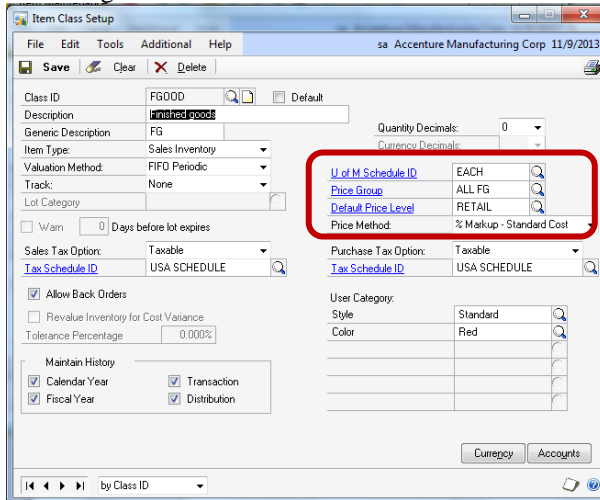 Item Class Setup
File Edit Tools Additional Help sa Accenture Manufacturing Corp 11/9/2013
Save Clear Delete
Class ID FGOOD Default
Description Finished goods
Generic Description FG Quantity Decimals: 0
Item Type: Sales Inventory Currency Decimals:
Valuation Method: FIFO Periodic U of M Schedule ID EACH
Track: None Price Group ALL FG
Lot Category Default Price Level RETAIL
Warn 0 Days before lot expires Price Method: % Markup - Standard Cost
Sales Tax Option: Taxable Purchase Tax Option: Taxable
Tax Schedule ID USA SCHEDULE Tax Schedule ID USA SCHEDULE
Allow Back Orders User Category:
Revalue Inventory for Cost Variance Style Standard
Tolerance Percentage 0.000% Color Red
Maintain History
Calendar Year Transaction
Fiscal Year Distribution
Currency Accounts
by Class ID